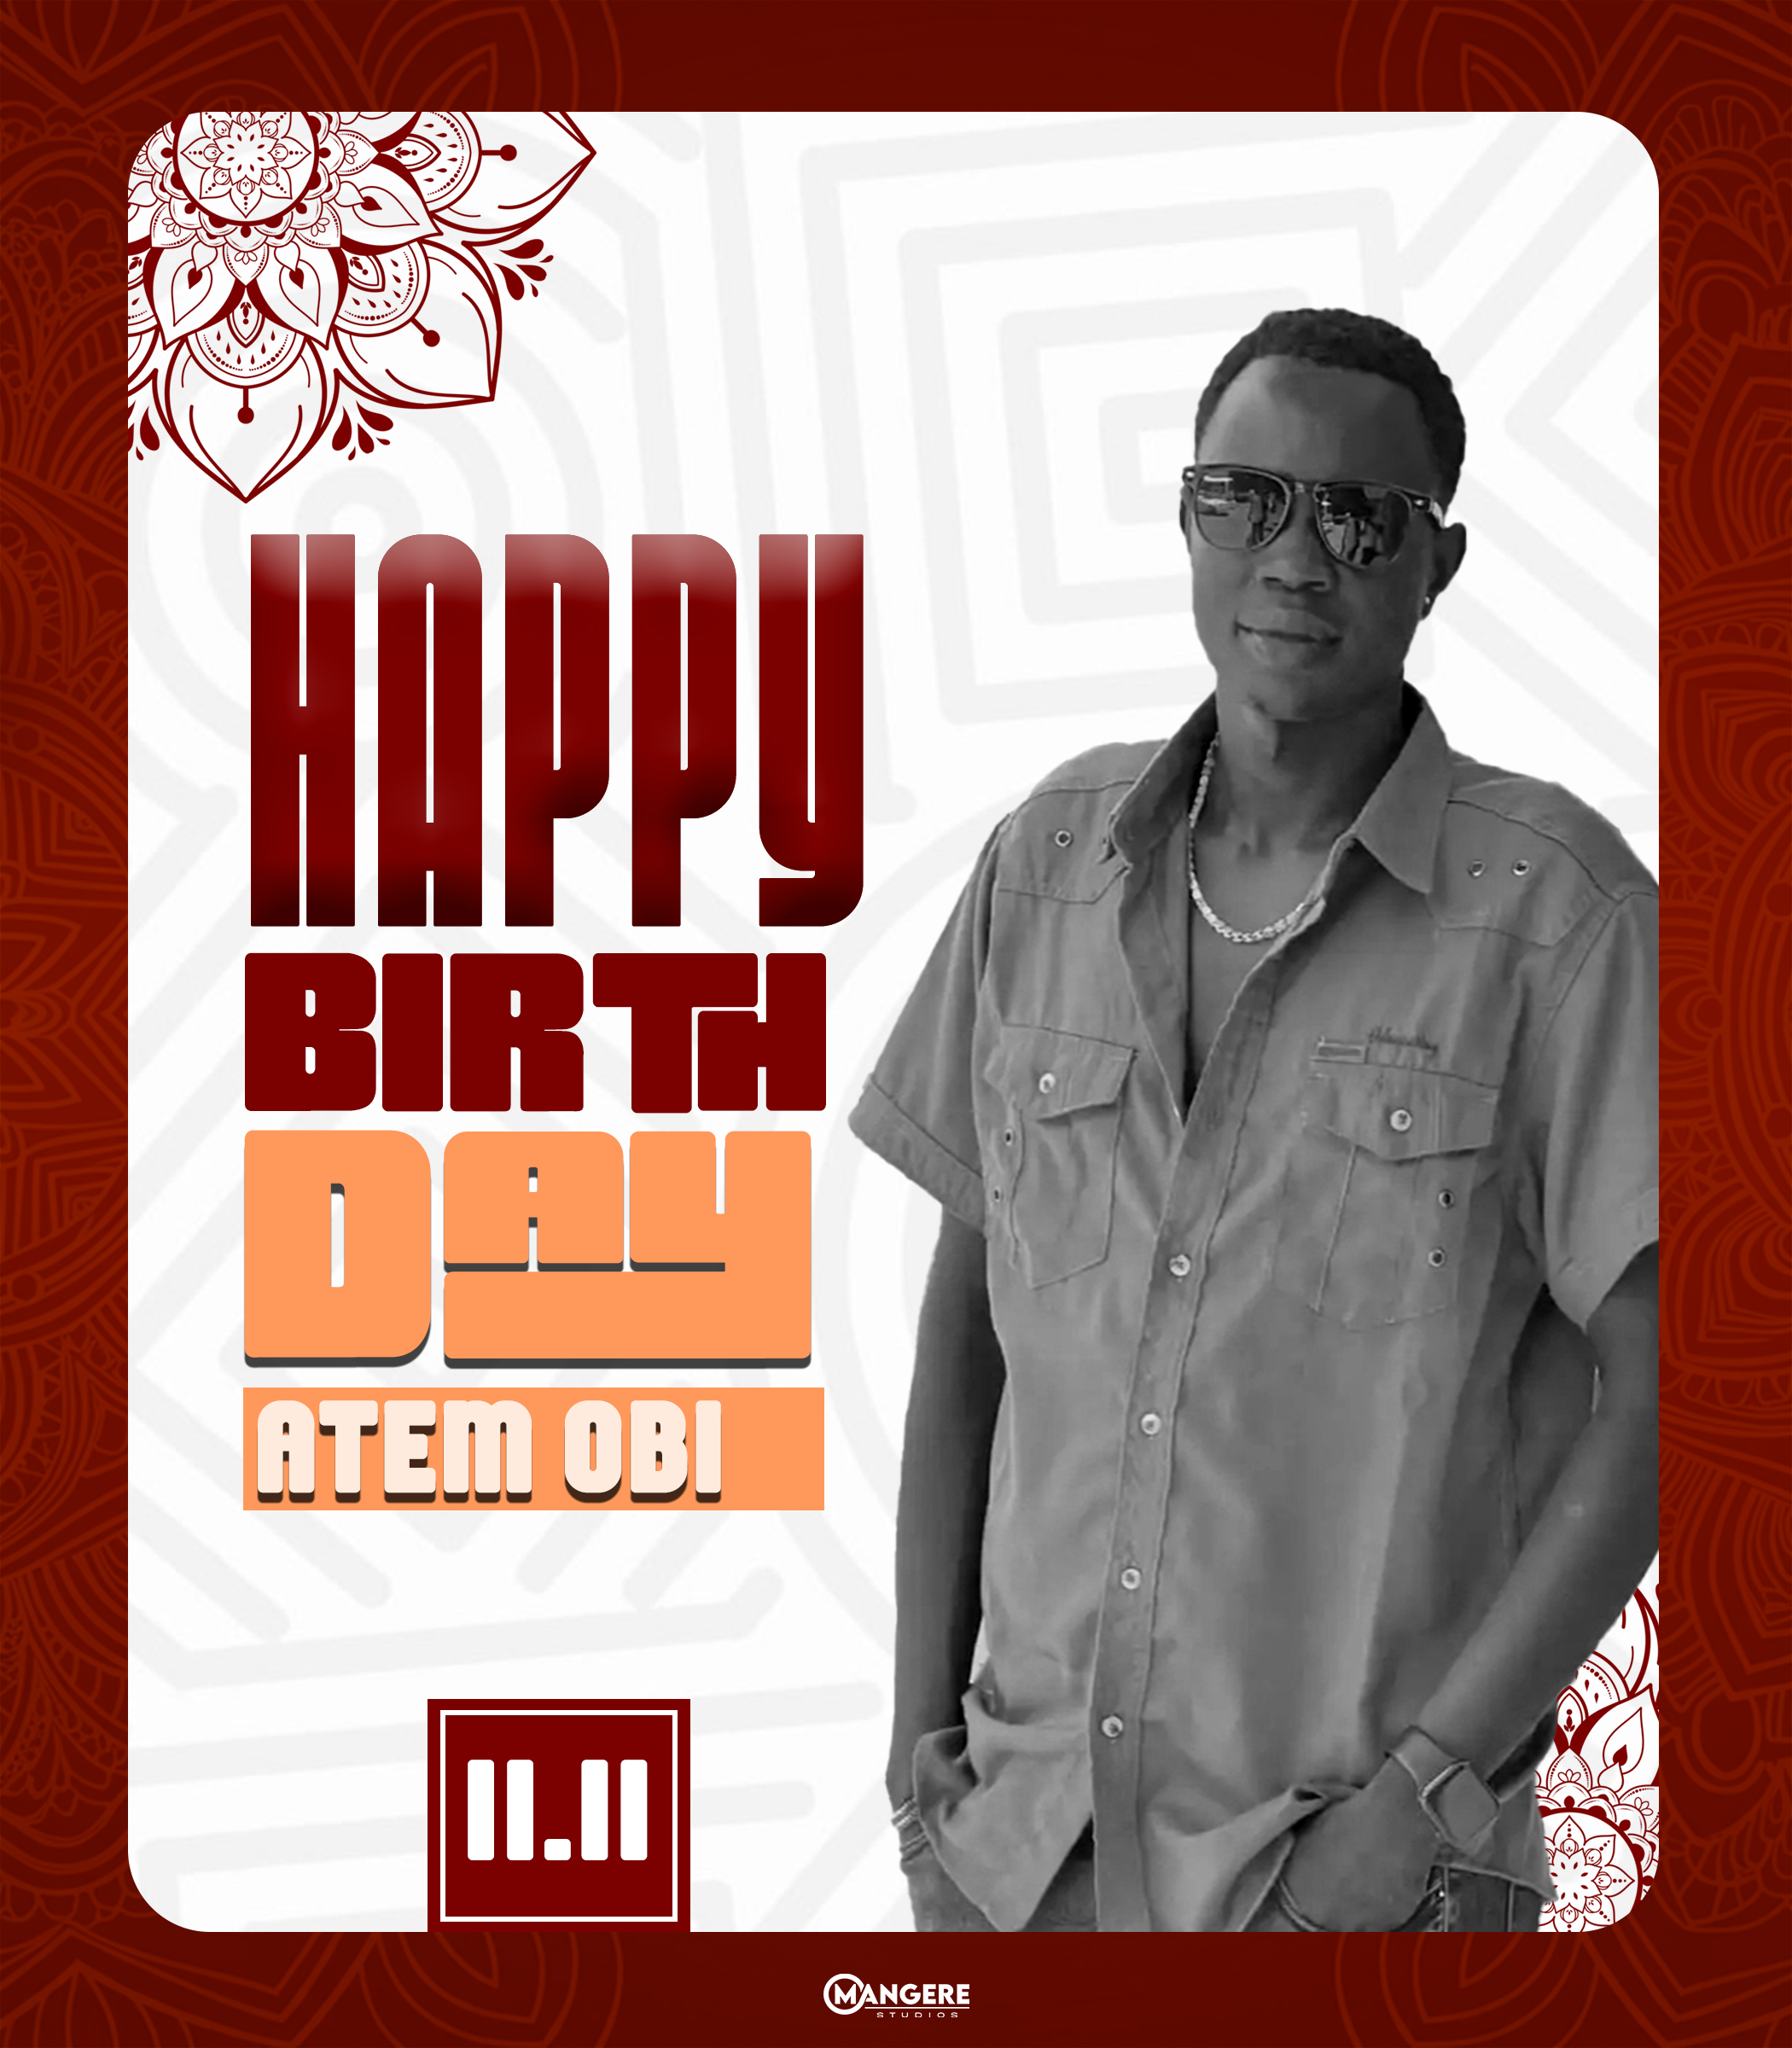 HAPPY
BIRTH
DAY
ATEM OBI
11.11
MANGERE
STUDIOS